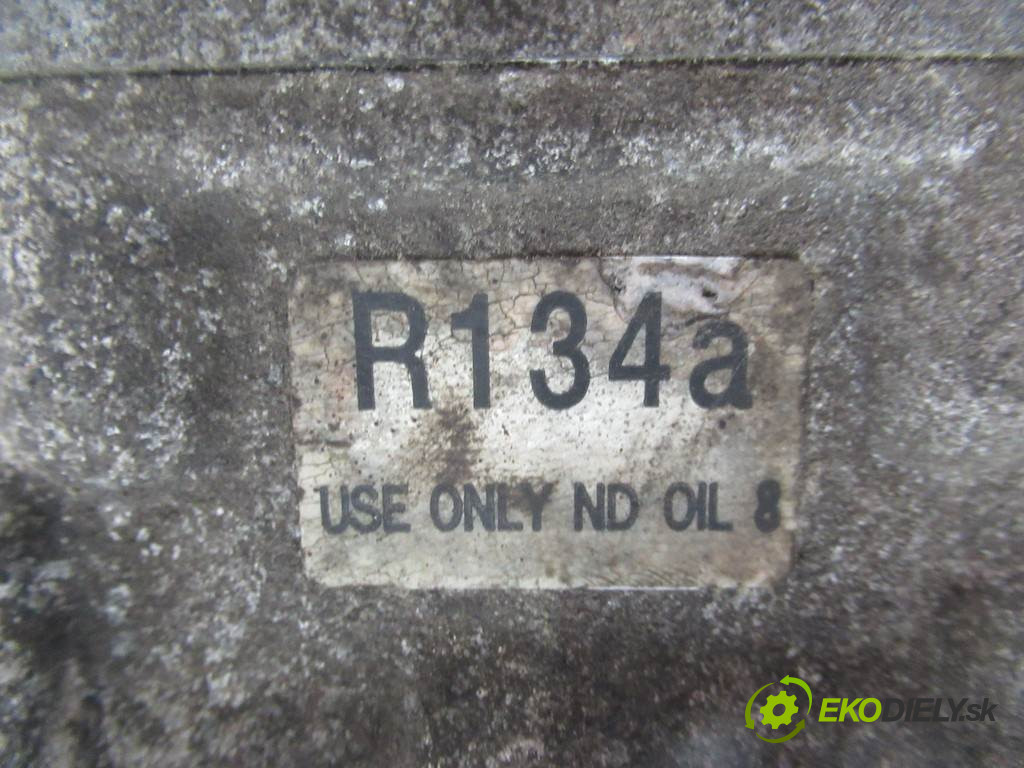 R134a
USE ONLY ND OIL 8
EKODIELY.sk